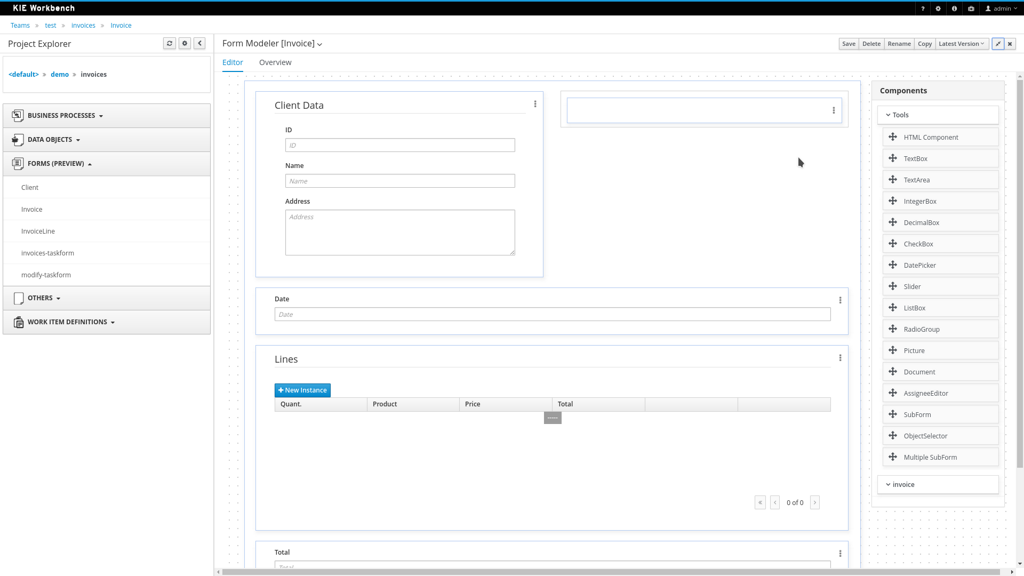 KIE Workbench
? admin
Teams » test » invoices » Invoice
Project Explorer
<default> » demo » invoices
BUSINESS PROCESSES
DATA OBJECTS
FORMS (PREVIEW)
Client
Invoice
InvoiceLine
invoices-taskform
modify-taskform
OTHERS
WORK ITEM DEFINITIONS
Form Modeler [Invoice]
Save Delete Rename Copy Latest Version
Editor Overview
Client Data
ID
ID
Name
Name
Address
Address
Date
Date
Lines
+ New Instance
Quant. Product Price Total
0 of 0
Total
Total
Components
Tools
HTML Component
TextBox
TextArea
IntegerBox
DecimalBox
CheckBox
DatePicker
Slider
ListBox
RadioGroup
Picture
Document
AssigneeEditor
SubForm
ObjectSelector
Multiple SubForm
invoice